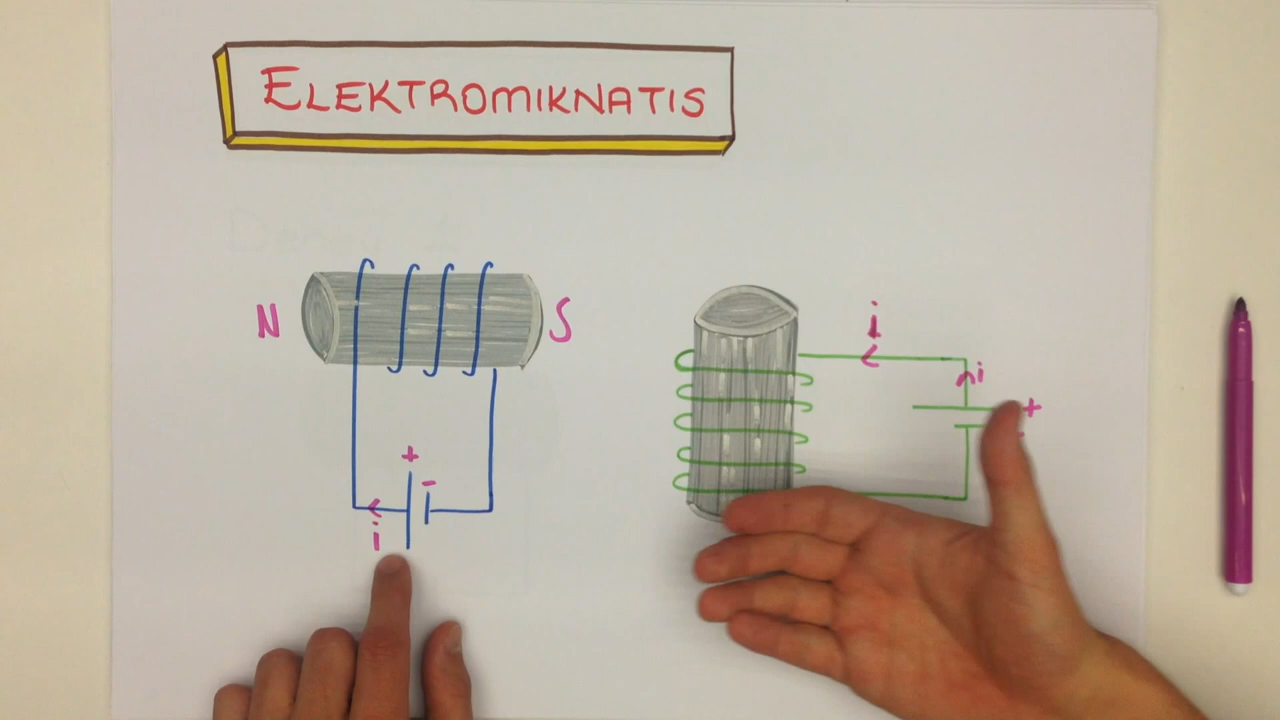 ELEKTROMIKNATIS
N
S
i
i
+
-
+
-
i